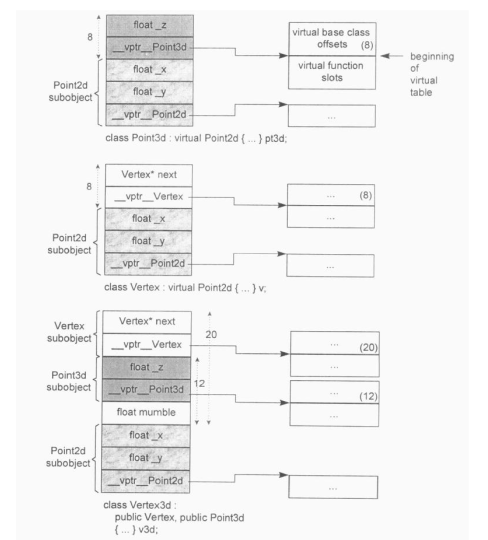 float _z
8
__vptr__Point3d
virtual base class
offsets (8)
virtual function
slots
beginning
of
virtual
table
Point2d
subobject
float _x
float _y
__vptr__Point2d
...
class Point3d : virtual Point2d { ... } pt3d;
Vertex* next
8
__vptr__Vertex
... (8)
...
Point2d
subobject
float _x
float _y
__vptr__Point2d
...
class Vertex : virtual Point2d { ... } v;
Vertex
subobject
Vertex* next
20
__vptr__Vertex
... (20)
...
Point3d
subobject
float _z
12
__vptr__Point3d
... (12)
...
float mumble
Point2d
subobject
float _x
float _y
__vptr__Point2d
...
class Vertex3d :
public Vertex, public Point3d
{ ... } v3d;